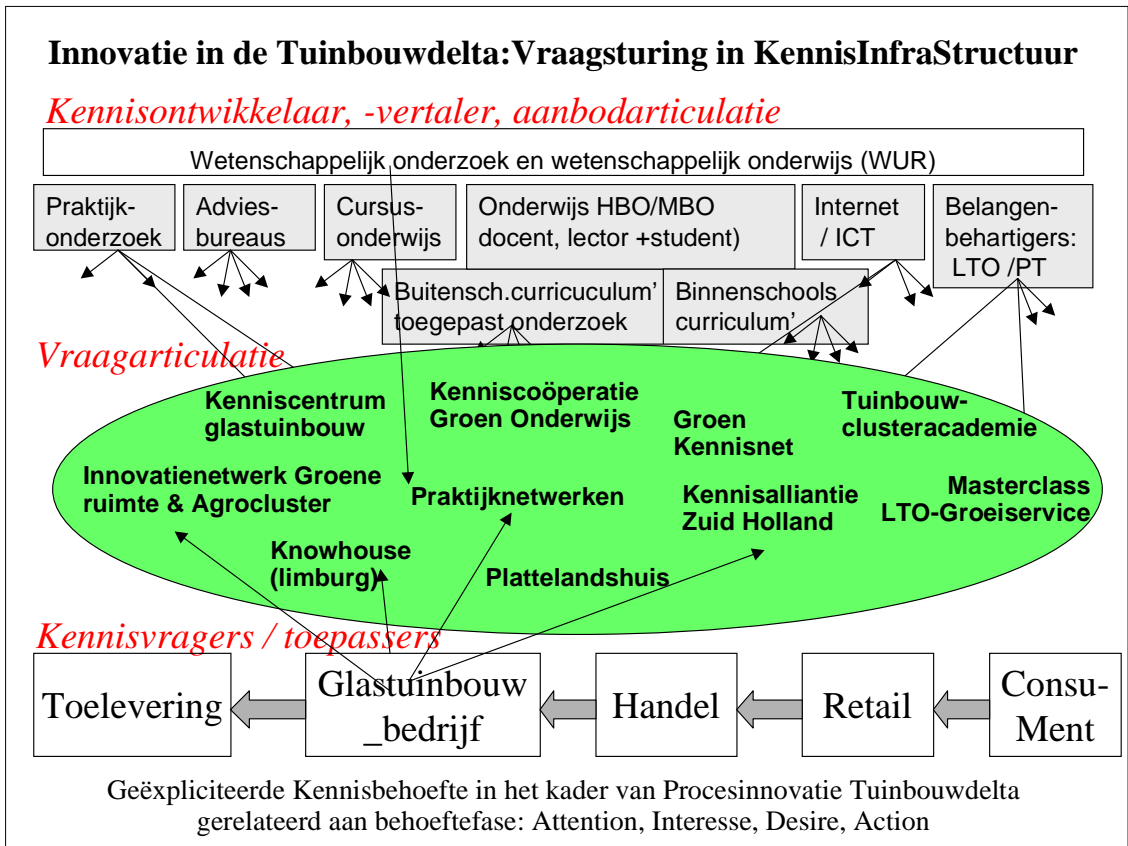 Innovatie in de Tuinbouwdelta:Vraagsturing in KennisInfraStructuur
Kennisontwikkelaar, -vertaler, aanbodarticulatie
Wetenschappelijk onderzoek en wetenschappelijk onderwijs (WUR)
Praktijk-
onderzoek
Advies-
bureaus
Cursus-
onderwijs
Onderwijs HBO/MBO
docent, lector +student)
Internet
/ ICT
Belangen-
behartigers:
LTO /PT
Buitensch.curricuculum’
toegepast onderzoek
Binnenschools
curriculum’
Vraagarticulatie
Kenniscentrum
glastuinbouw
Kenniscoöperatie
Groen Onderwijs
Groen
Kennisnet
Tuinbouw-
clusteracademie
Innovatienetwerk Groene
ruimte & Agrocluster
Praktijknetwerken
Kennisalliantie
Zuid Holland
Masterclass
LTO-Groeiservice
Knowhouse
(limburg)
Plattelandshuis
Kennisvragers / toepassers
Toelevering
Glastuinbouw
_bedrijf
Handel
Retail
Consu-
Ment
Geëxpliciteerde Kennisbehoefte in het kader van Procesinnovatie Tuinbouwdelta
gerelateerd aan behoeftefase: Attention, Interesse, Desire, Action